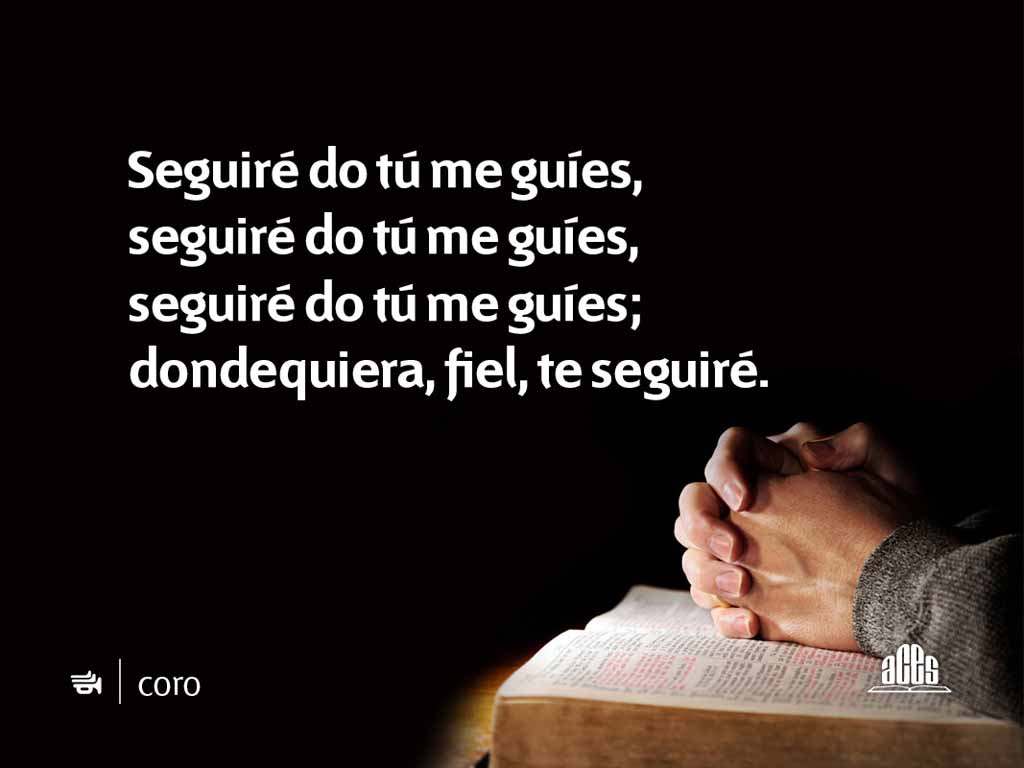 Seguiré do tú me guíes,
seguiré do tú me guíes,
seguiré do tú me guíes;
dondequiera, fiel, te seguiré.
coro
aces